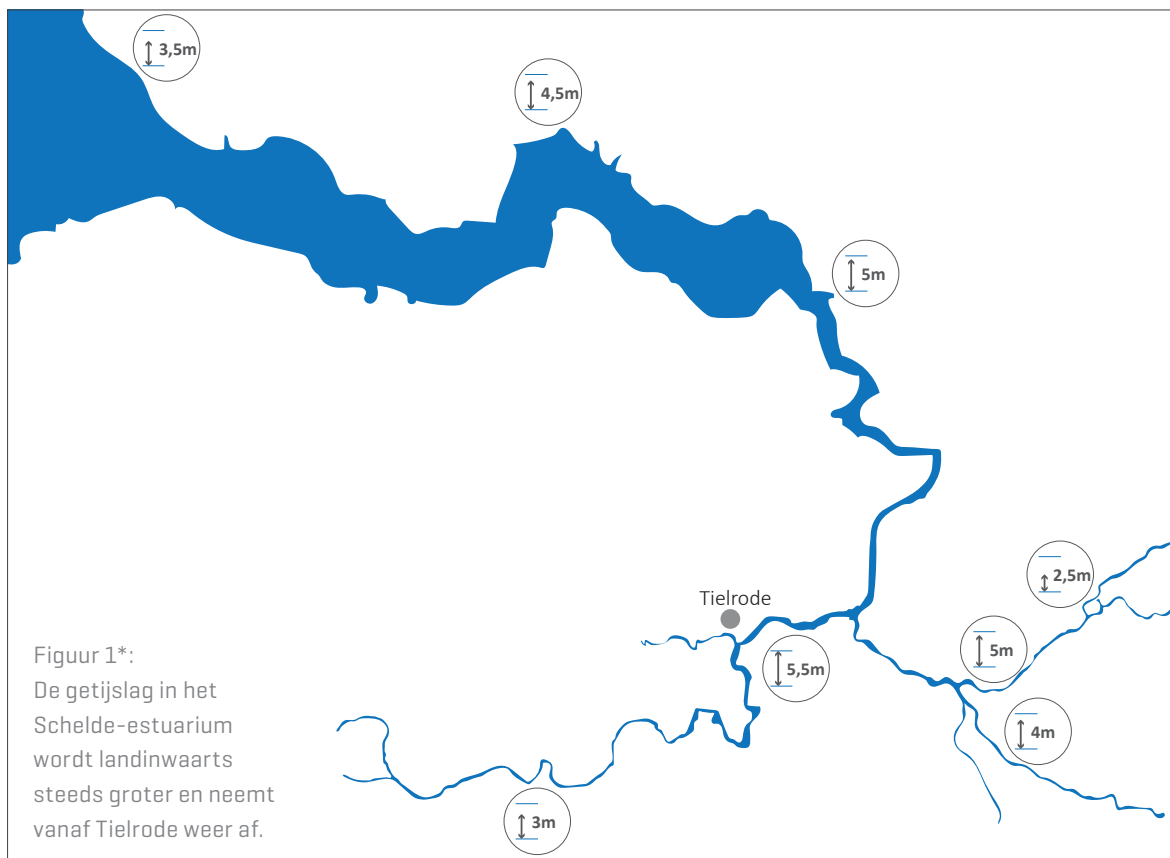 3,5m
4,5m
5m
2,5m
Tielrode
5m
5,5m
4m
3m
Figuur 1*:
De getijslag in het
Schelde-estuarium
wordt landinwaarts
steeds groter en neemt
vanaf Tielrode weer af.